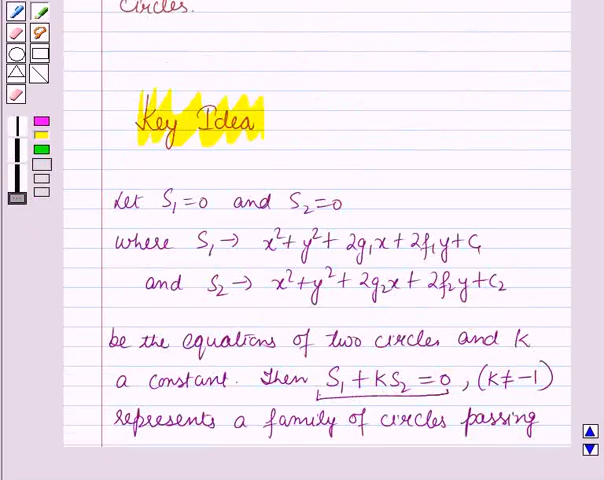 circles.
Key Idea
Let S₁=0 and S₂=0
where S₁→ x²+y²+2g₁x+2f₁y+C₁
and S₂→ x²+y²+2g₂x+2f₂y+C₂
be the equations of two circles and K
a constant. Then S₁+KS₂=0, (K≠-1)
represents a family of circles passing